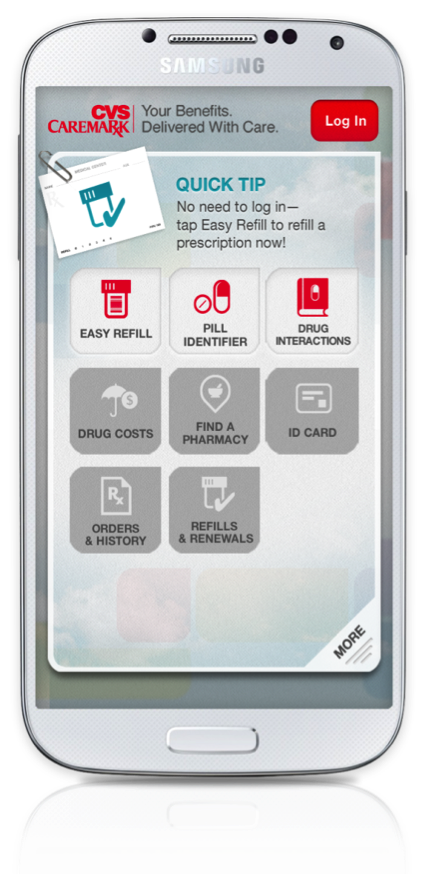 SAMSUNG
CVS
CAREMARK
Your Benefits.
Delivered With Care.
Log In
QUICK TIP
No need to log in—
tap Easy Refill to refill a
prescription now!
EASY REFILL
PILL
IDENTIFIER
DRUG
INTERACTIONS
$
DRUG COSTS
FIND A
PHARMACY
ID CARD
Rx
ORDERS
& HISTORY
REFILLS
& RENEWALS
MORE